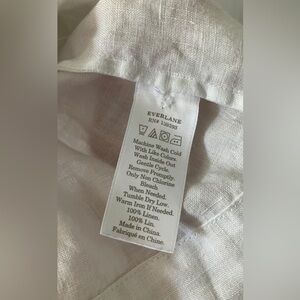 EVERLANE
Machine Wash Cold
With Like Colors.
Wash Inside Out
Gentle Cycle.
Remove Promptly.
Only Non Chlorine
Bleach
When Needed.
Tumble Dry Low.
Warm Iron If Needed.
100% Linen.
100% Lin.
Made in China.
Fabriqué en Chine.